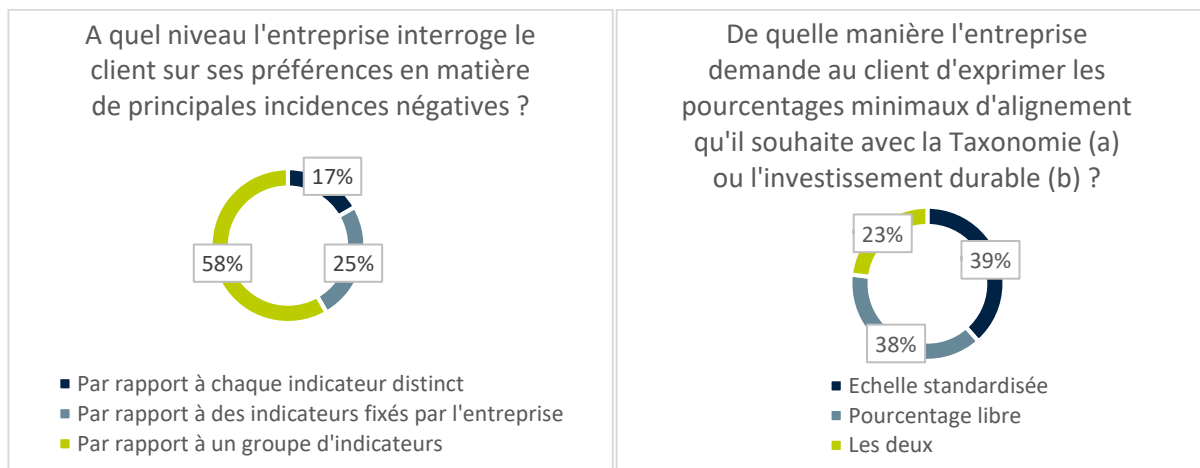 A quel niveau l'entreprise interroge le
client sur ses préférences en matière
de principales incidences négatives ?
17%
58%
25%
Par rapport à chaque indicateur distinct
Par rapport à des indicateurs fixés par l'entreprise
Par rapport à un groupe d'indicateurs
De quelle manière l'entreprise
demande au client d'exprimer les
pourcentages minimaux d'alignement
qu'il souhaite avec la Taxonomie (a)
ou l'investissement durable (b) ?
23%
39%
38%
Echelle standardisée
Pourcentage libre
Les deux